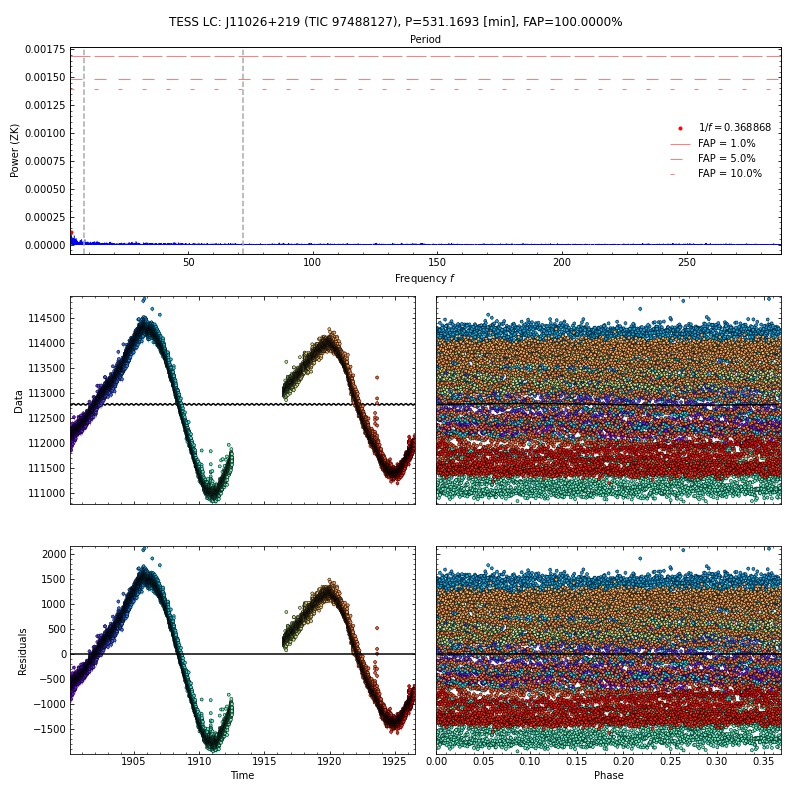 TESS LC: J11026+219 (TIC 97488127), P=531.1693 [min], FAP=100.0000%
Period
0.00175
0.00150
0.00125
0.00100
0.00075
0.00050
0.00025
0.00000
Power (ZK)
1/f = 0.368868
FAP = 1.0%
FAP = 5.0%
FAP = 10.0%
50 100 150 200 250
Frequency f
114500
114000
113500
113000
112500
112000
111500
111000
Data
2000
1500
1000
500
0
−500
−1000
−1500
Residuals
1905 1910 1915 1920 1925
Time
0.00 0.05 0.10 0.15 0.20 0.25 0.30 0.35
Phase